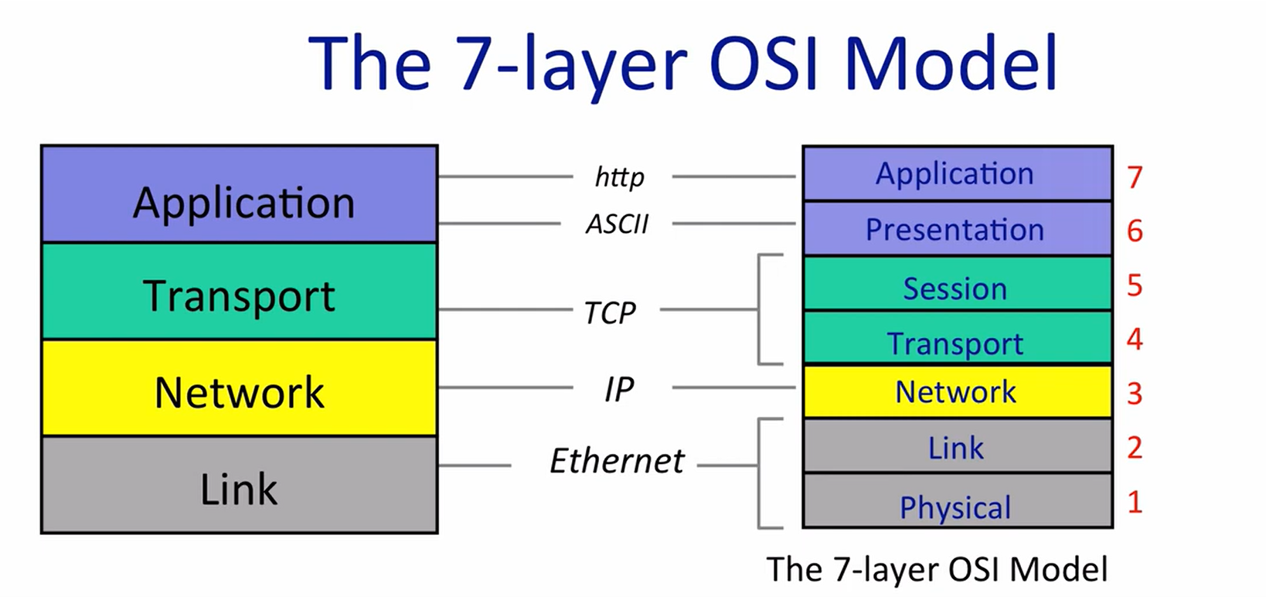 The 7-layer OSI Model
Application
Transport
Network
Link
http
ASCII
TCP
IP
Ethernet
Application 7
Presentation 6
Session 5
Transport 4
Network 3
Link 2
Physical 1
The 7-layer OSI Model